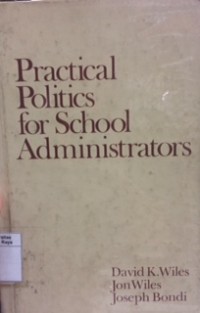 Practical
Politics
for School
Administrators
David K. Wiles
Jon Wiles
Joseph Bondi